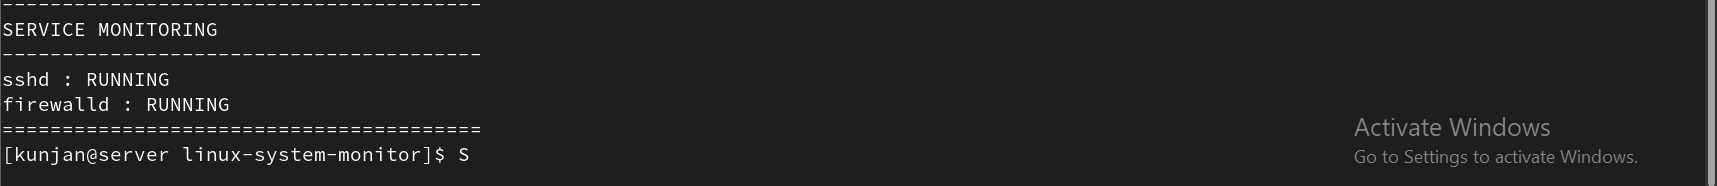 ----------------------------------------
SERVICE MONITORING
----------------------------------------
sshd : RUNNING
firewalld : RUNNING
========================================
[kunjan@server linux-system-monitor]$ S
Activate Windows
Go to Settings to activate Windows.